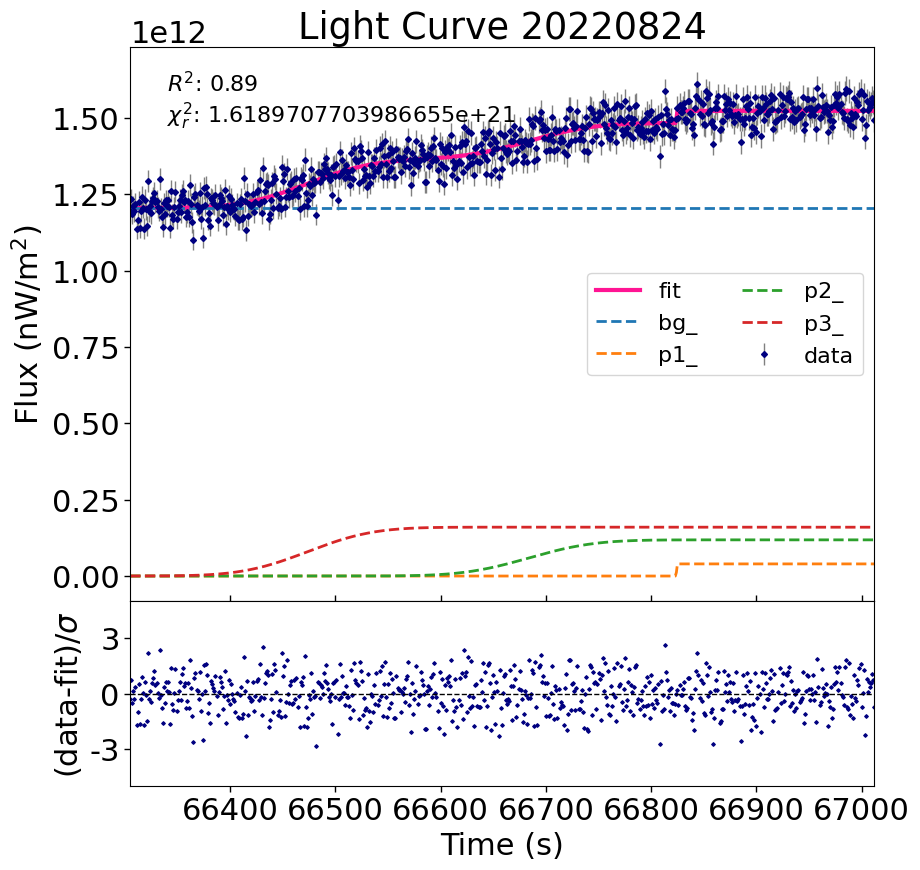 Light Curve 20220824
1e12
R²: 0.89
χ²ᵣ: 1.6189707703986655e+21
1.50
1.25
1.00
0.75
0.50
0.25
0.00
Flux (nW/m²)
fit
bg_
p1_
p2_
p3_
data
3
0
-3
(data-fit)/σ
66400 66500 66600 66700 66800 66900 67000
Time (s)